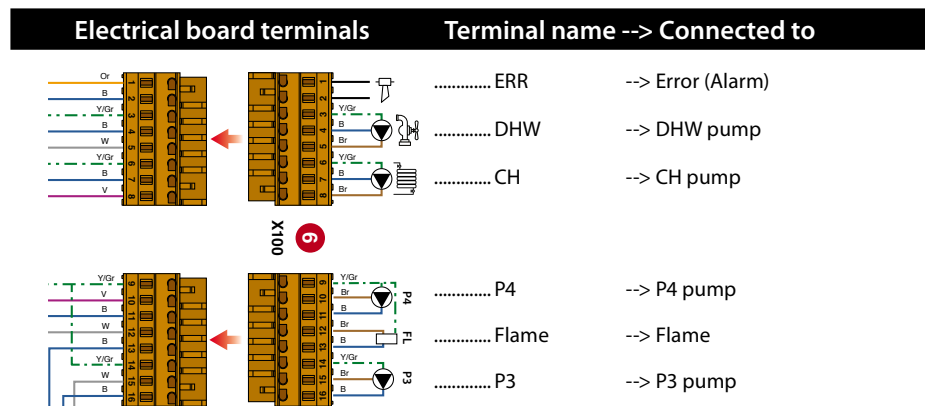 Electrical board terminals Terminal name --> Connected to
Or 1 1 ............. ERR --> Error (Alarm)
B 2 2
Y/Gr 3 3 Y/Gr
B 4 4 B ............. DHW --> DHW pump
W 5 5 Br
Y/Gr 6 6 Y/Gr
B 7 7 B ............. CH --> CH pump
V 8 8 Br
X100 6
Y/Gr 9 9 Y/Gr
V 10 10 Br P4 ............. P4 --> P4 pump
B 11 11 B
W 12 12 Br
B 13 13 B FL ............. Flame --> Flame
Y/Gr 14 14 Y/Gr
W 15 15 Br P3 ............. P3 --> P3 pump
B 16 16 B